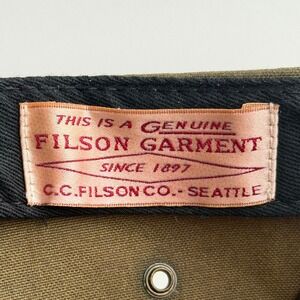 THIS IS A GENUINE
FILSON GARMENT
SINCE 1897
C.C. FILSON CO. - SEATTLE